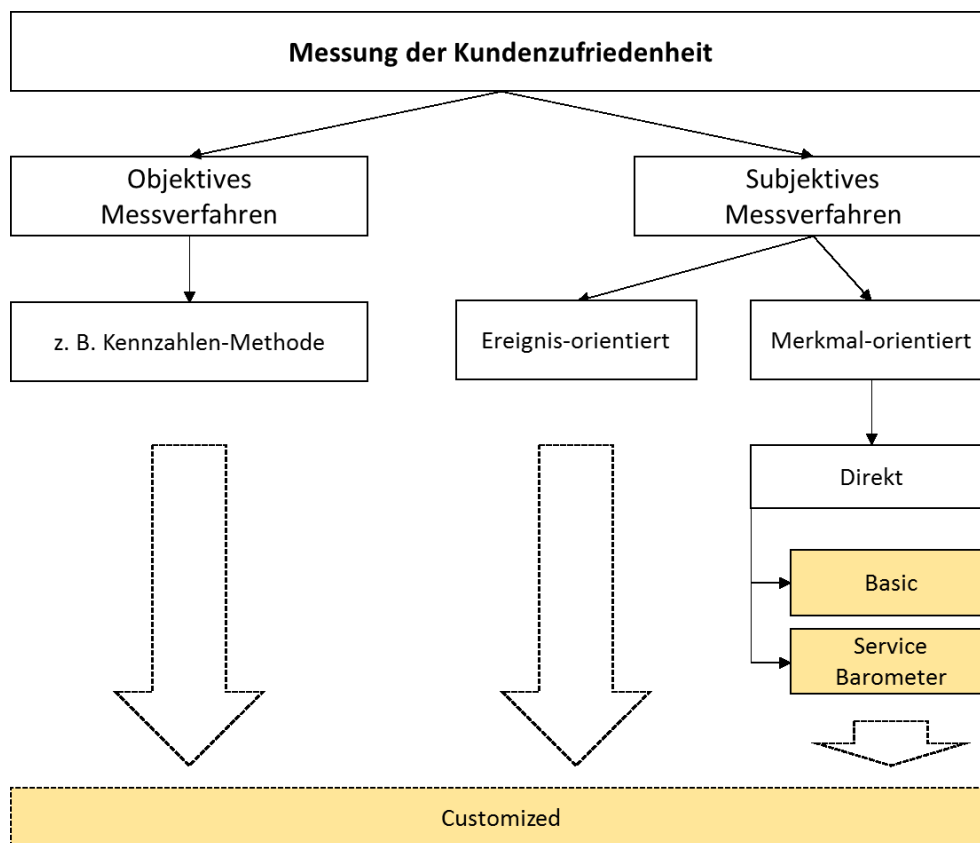 Messung der Kundenzufriedenheit
Objektives
Messverfahren
Subjektives
Messverfahren
z. B. Kennzahlen-Methode
Ereignis-orientiert
Merkmal-orientiert
Direkt
Basic
Service
Barometer
Customized